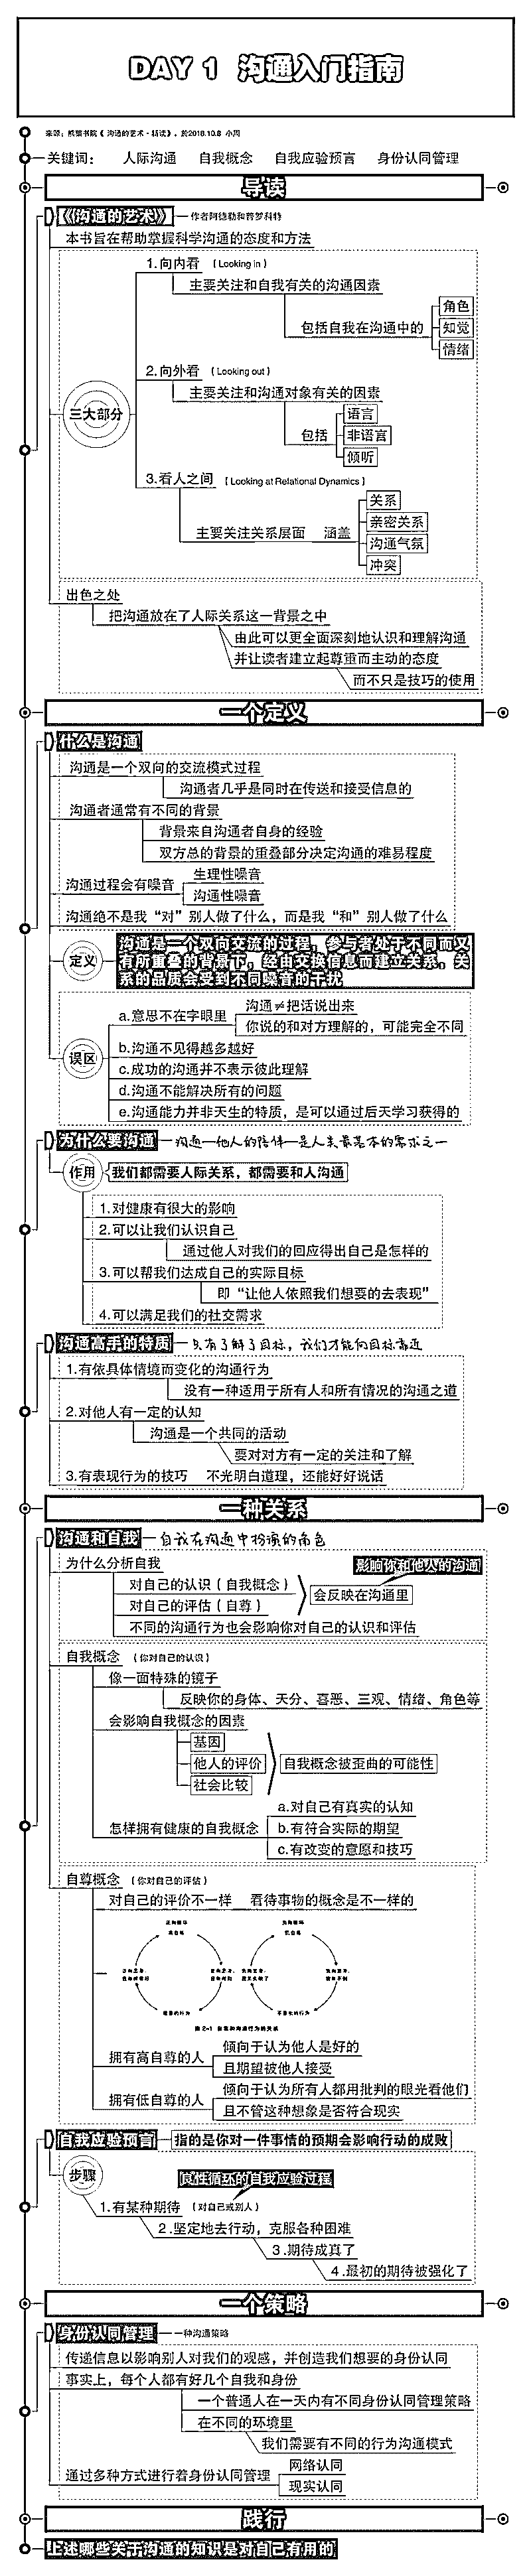 DAY 1 沟通入门指南
来源：熊猫书院《沟通的艺术·精读》，於2018.10.8 小周
关键词： 人际沟通 自我概念 自我应验预言 身份认同管理
导读
《沟通的艺术》 —作者阿德勒和普罗科特
本书旨在帮助掌握科学沟通的态度和方法
三大部分
1.向内看 (Looking in)
主要关注和自我有关的沟通因素
包括自我在沟通中的
角色
知觉
情绪
2.向外看 (Looking out)
主要关注和沟通对象有关的因素
包括
语言
非语言
倾听
3.看人之间 (Looking at Relational Dynamics)
主要关注关系层面 涵盖
关系
亲密关系
沟通气氛
冲突
出色之处
把沟通放在了人际关系这一背景之中
由此可以更全面深刻地认识和理解沟通
并让读者建立起尊重而主动的态度
而不只是技巧的使用
一个定义
什么是沟通
沟通是一个双向的交流模式过程
沟通者几乎是同时在传送和接受信息的
沟通者通常有不同的背景
背景来自沟通者自身的经验
双方总的背景的重叠部分决定沟通的难易程度
沟通过程会有噪音
生理性噪音
沟通性噪音
沟通绝不是我“对”别人做了什么，而是我“和”别人做了什么
定义
沟通是一个双向交流的过程，参与者处于不同而又
有所重叠的背景下，经由交换信息而建立关系，关
系的品质会受到不同噪音的干扰
误区
a.意思不在字眼里
沟通≠把话说出来
你说的和对方理解的，可能完全不同
b.沟通不见得越多越好
c.成功的沟通并不表示彼此理解
d.沟通不能解决所有的问题
e.沟通能力并非天生的特质，是可以通过后天学习获得的
为什么要沟通 —沟通—他人的陪伴—是人类最基本的需求之一
作用
我们都需要人际关系，都需要和人沟通
1.对健康有很大的影响
2.可以让我们认识自己
通过他人对我们的回应得出自己是怎样的
3.可以帮我们达成自己的实际目标
即“让他人依照我们想要的去表现”
4.可以满足我们的社交需求
沟通高手的特质 —只有了解了目标，我们才能向目标靠近
1.有依具体情境而变化的沟通行为
没有一种适用于所有人和所有情况的沟通之道
2.对他人有一定的认知
沟通是一个共同的活动
要对对方有一定的关注和了解
3.有表现行为的技巧 不光明白道理，还能好好说话
一种关系
沟通和自我 —自我在沟通中扮演的角色
为什么分析自我
影响你和他人的沟通
对自己的认识（自我概念）
对自己的评估（自尊）
会反映在沟通里
不同的沟通行为也会影响你对自己的认识和评估
自我概念 （你对自己的认识）
像一面特殊的镜子
反映你的身体、天分、喜恶、三观、情绪、角色等
会影响自我概念的因素
基因
他人的评价
社会比较
自我概念被歪曲的可能性
怎样拥有健康的自我概念
a.对自己有真实的认知
b.有符合实际的期望
c.有改变的意愿和技巧
自尊概念 （你对自己的评估）
对自己的评价不一样 看待事物的概念是不一样的
正向循环 负向循环
高自尊 低自尊
图2-1 自尊和沟通行为的关系
拥有高自尊的人
倾向于认为他人是好的
且期望被他人接受
拥有低自尊的人
倾向于认为所有人都用批判的眼光看他们
且不管这种想象是否符合现实
自我应验预言 指的是你对一件事情的预期会影响行动的成败
步骤
良性循环的自我应验过程
1.有某种期待 （对自己或别人）
2.坚定地去行动，克服各种困难
3.期待成真了
4.最初的期待被强化了
一个策略
身份认同管理 —一种沟通策略
传递信息以影响别人对我们的观感，并创造我们想要的身份认同
事实上，每个人都有好几个自我和身份
一个普通人在一天内有不同身份认同管理策略
在不同的环境里
我们需要有不同的行为沟通模式
通过多种方式进行着身份认同管理
网络认同
现实认同
践行
上述哪些关于沟通的知识是对自己有用的